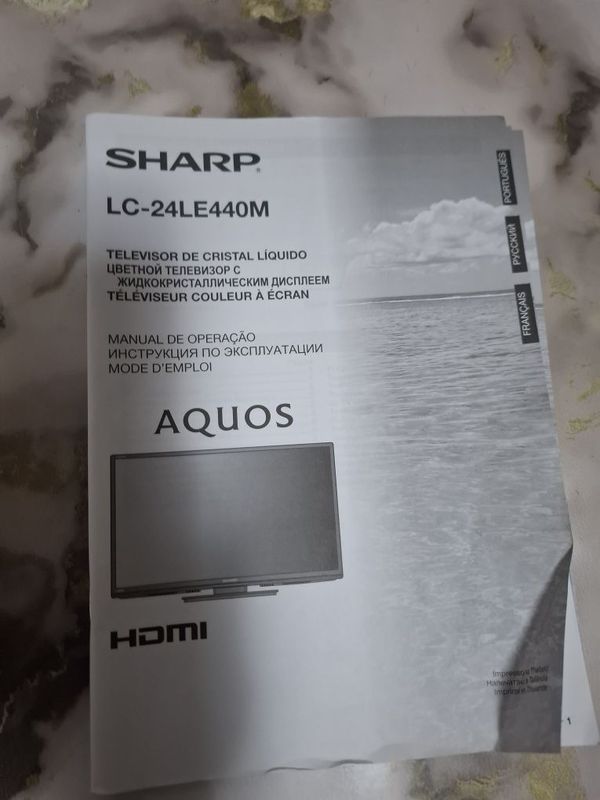 SHARP
LC-24LE440M
TELEVISOR DE CRISTAL LÍQUIDO
ЦВЕТНОЙ ТЕЛЕВИЗОР С
ЖИДКОКРИСТАЛЛИЧЕСКИМ ДИСПЛЕЕМ
TÉLÉVISEUR COULEUR À ÉCRAN
MANUAL DE OPERAÇÃO
ИНСТРУКЦИЯ ПО ЭКСПЛУАТАЦИИ
MODE D'EMPLOI
AQUOS
HDMI
PORTUGUÊS
РУССКИЙ
FRANÇAIS
1